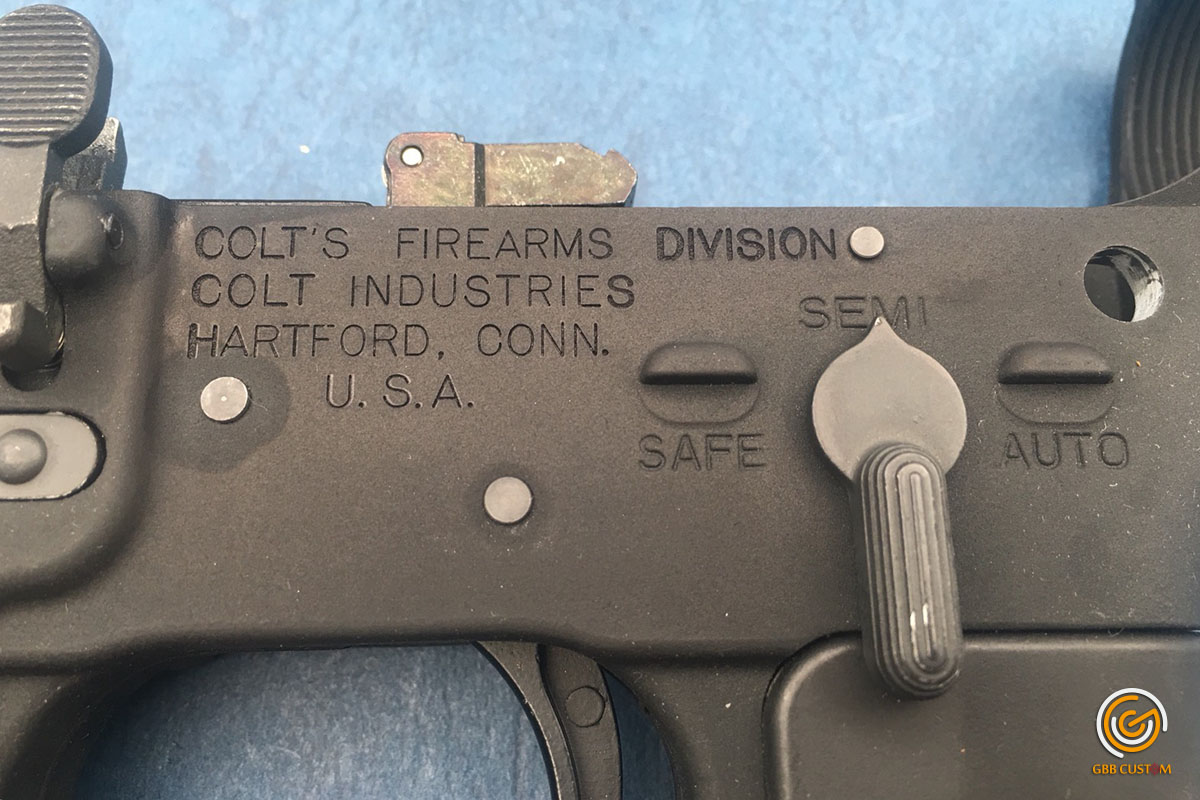 COLT'S FIREARMS DIVISION
COLT INDUSTRIES
HARTFORD, CONN.
U.S.A.
SEMI
SAFE
AUTO
GBB CUSTOM